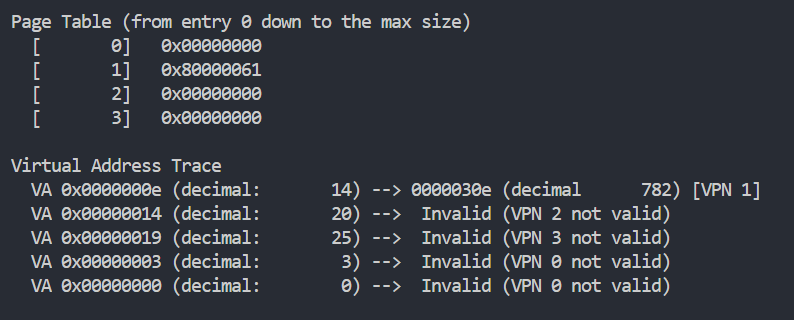 Page Table (from entry 0 down to the max size)
  [       0]   0x00000000
  [       1]   0x80000061
  [       2]   0x00000000
  [       3]   0x00000000

Virtual Address Trace
  VA 0x0000000e (decimal:       14) --> 0000030e (decimal      782) [VPN 1]
  VA 0x00000014 (decimal:       20) -->  Invalid (VPN 2 not valid)
  VA 0x00000019 (decimal:       25) -->  Invalid (VPN 3 not valid)
  VA 0x00000003 (decimal:        3) -->  Invalid (VPN 0 not valid)
  VA 0x00000000 (decimal:        0) -->  Invalid (VPN 0 not valid)